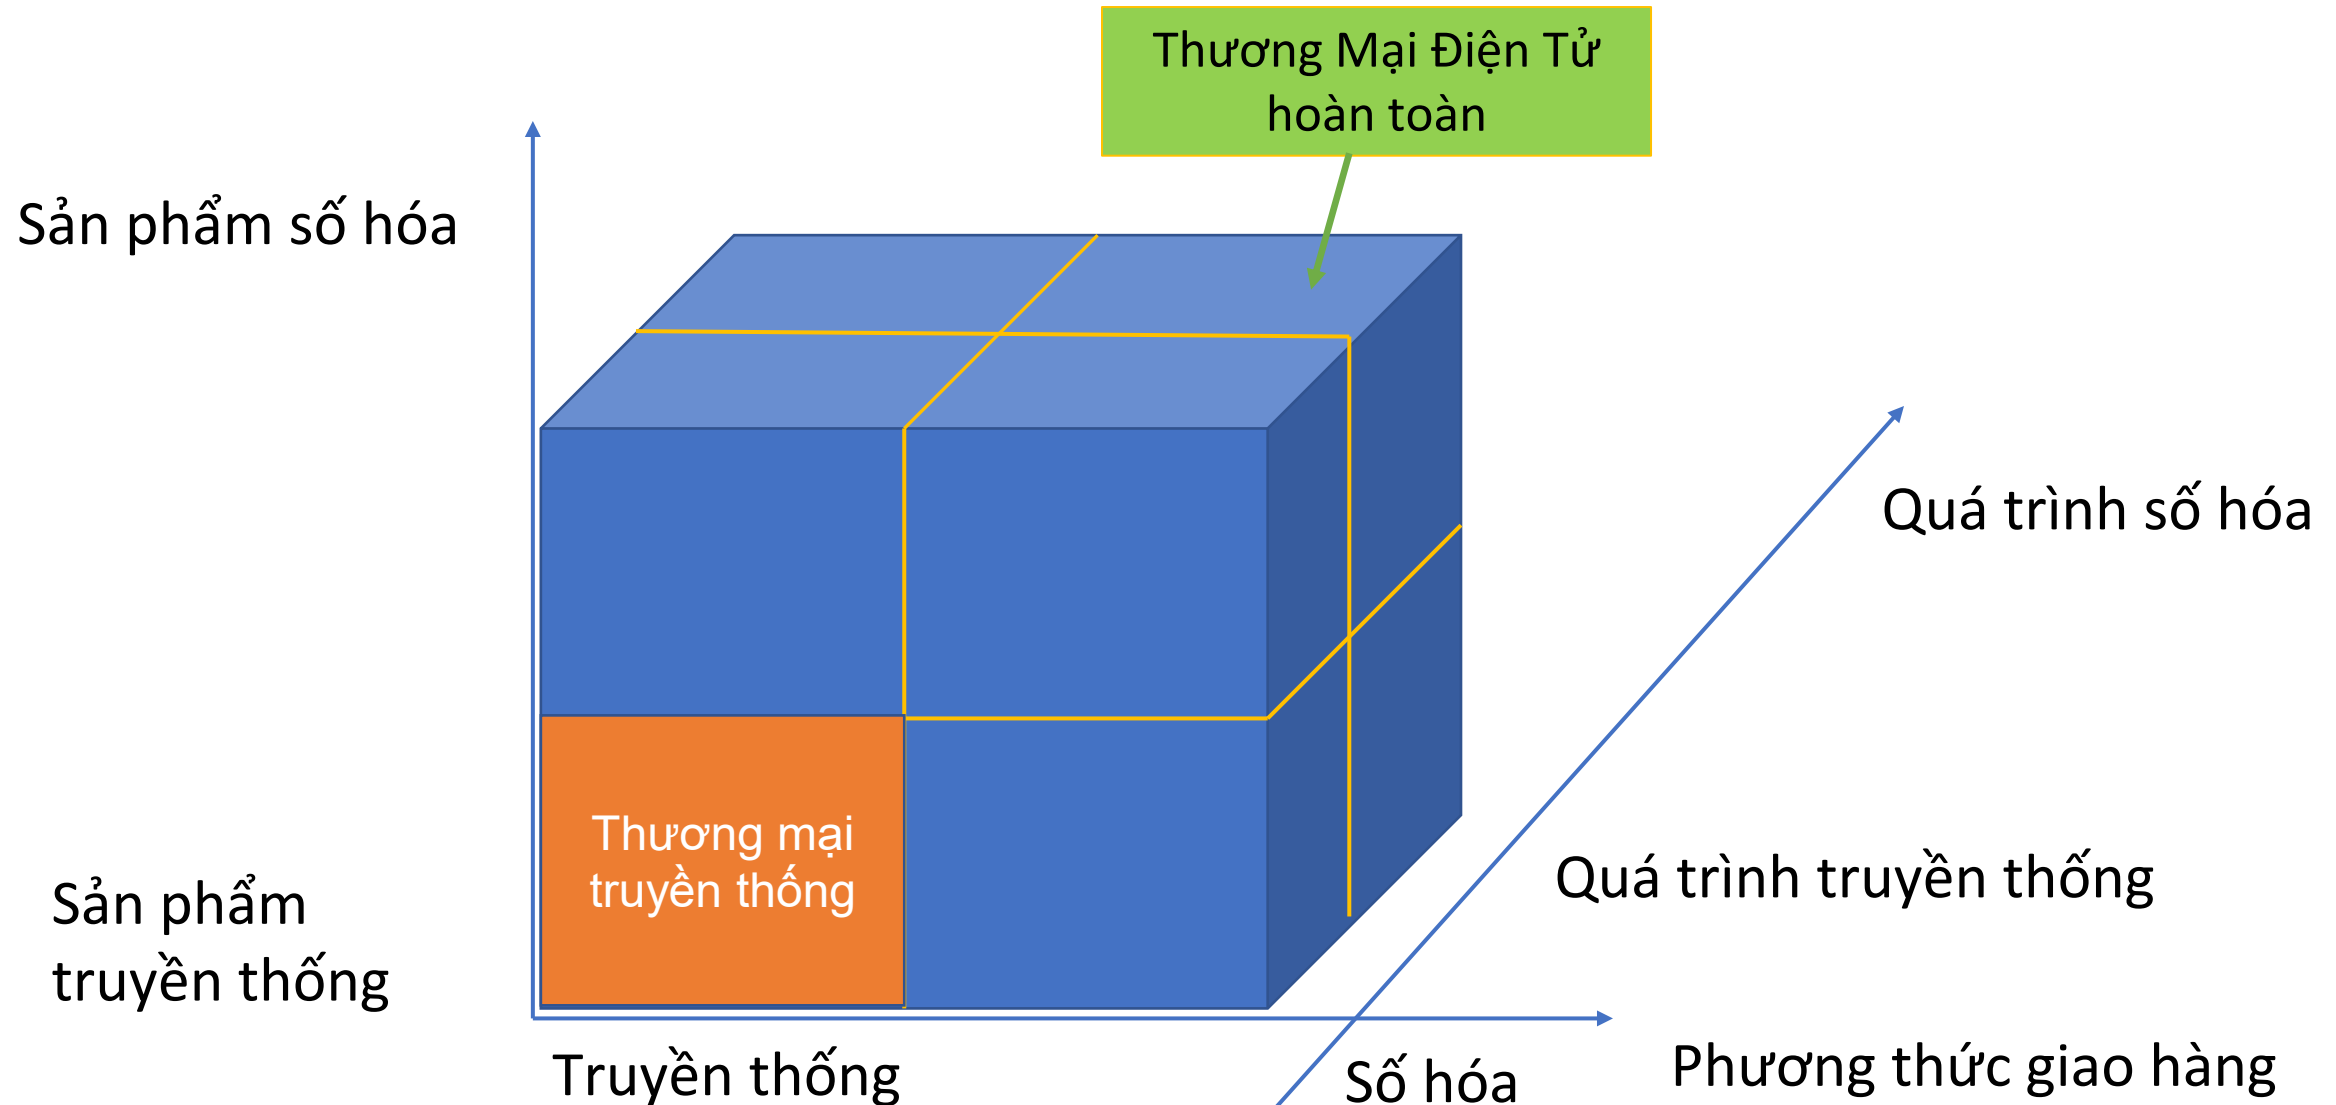 Thương Mại Điện Tử
hoàn toàn
Sản phẩm số hóa
Quá trình số hóa
Thương mại
truyền thống
Quá trình truyền thống
Sản phẩm
truyền thống
Truyền thống
Số hóa
Phương thức giao hàng